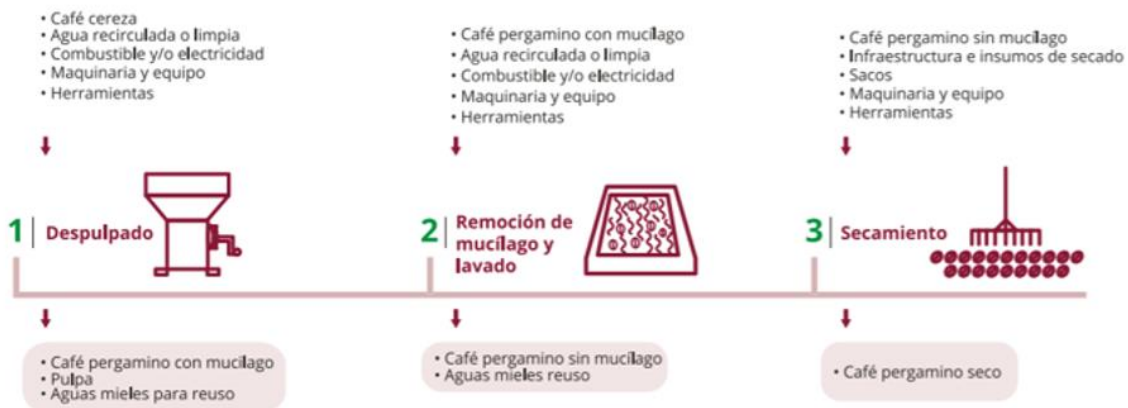 • Café cereza
• Agua recirculada o limpia
• Combustible y/o electricidad
• Maquinaria y equipo
• Herramientas
1 Despulpado
• Café pergamino con mucílago
• Pulpa
• Aguas mieles para reuso
• Café pergamino con mucílago
• Agua recirculada o limpia
• Combustible y/o electricidad
• Maquinaria y equipo
• Herramientas
2 Remoción de
mucílago y
lavado
• Café pergamino sin mucílago
• Aguas mieles reuso
• Café pergamino sin mucílago
• Infraestructura e insumos de secado
• Sacos
• Maquinaria y equipo
• Herramientas
3 Secamiento
• Café pergamino seco